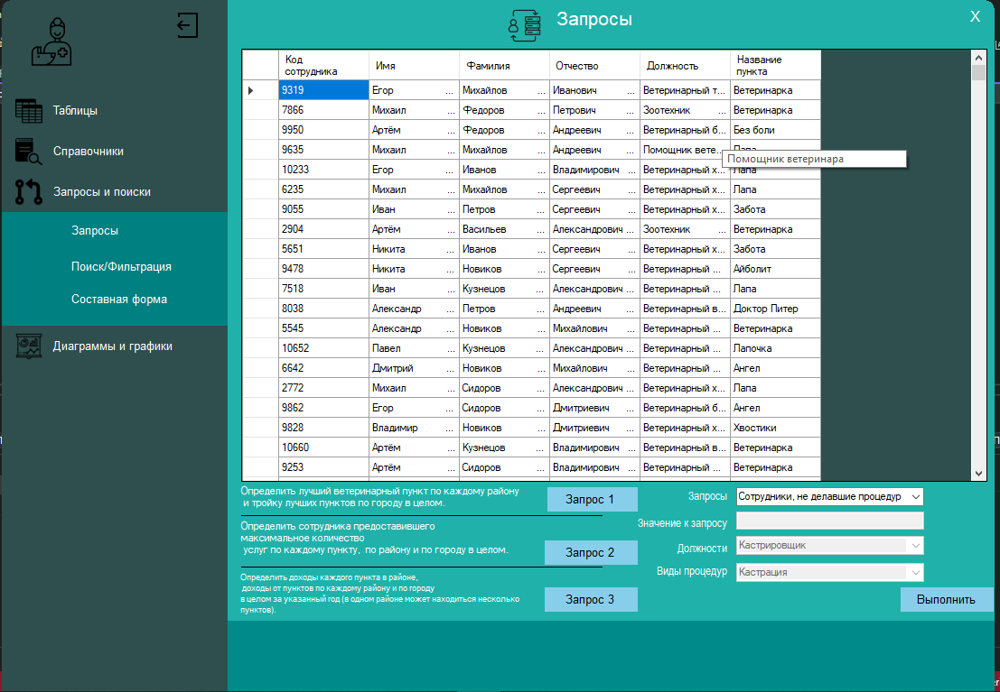 Запросы
X
Таблицы
Справочники
Запросы и поиски
Запросы
Поиск/Фильтрация
Составная форма
Диаграммы и графики
Код сотрудника Имя Фамилия Отчество Должность Название пункта
9319 Егор ... Михайлов ... Иванович ... Ветеринарный т... Ветеринарка
7866 Михаил ... Федоров ... Петрович ... Зоотехник ... Ветеринарка
9950 Артём ... Федоров ... Андреевич ... Ветеринарный б... Без боли
9635 Михаил ... Михайлов ... Андреевич ... Помощник вете... Лапа
Помощник ветеринара
10233 Егор ... Иванов ... Владимирович ... Ветеринарный х... Лапа
6235 Михаил ... Михайлов ... Сергеевич ... Ветеринарный х... Лапа
9055 Иван ... Петров ... Сергеевич ... Ветеринарный х... Забота
2904 Артём ... Васильев ... Александрович ... Зоотехник ... Ветеринарка
5651 Никита ... Иванов ... Сергеевич ... Ветеринарный х... Забота
9478 Никита ... Новиков ... Сергеевич ... Ветеринарный ... Айболит
7518 Иван ... Кузнецов ... Александрович ... Ветеринарный ... Лапа
8038 Александр ... Петров ... Андреевич ... Ветеринарный в... Доктор Питер
5545 Александр ... Новиков ... Михайлович ... Ветеринарный ... Ветеринарка
10652 Павел ... Кузнецов ... Александрович ... Ветеринарный ... Лапочка
6642 Дмитрий ... Новиков ... Михайлович ... Ветеринарный ... Ангел
2772 Михаил ... Сидоров ... Александрович ... Ветеринарный х... Лапа
9862 Егор ... Сидоров ... Дмитриевич ... Ветеринарный б... Ангел
9828 Владимир ... Новиков ... Дмитриевич ... Ветеринарный х... Хвостики
10660 Артём ... Кузнецов ... Владимирович ... Ветеринарный в... Ветеринарка
9253 Артём ... Сидоров ... Владимирович ... Ветеринарный ... Ветеринарка
Определить лучший ветеринарный пункт по каждому району
и тройку лучших пунктов по городу в целом.
Запрос 1
Определить сотрудника предоставившего
максимальное количество
услуг по каждому пункту, по району и по городу в целом.
Запрос 2
Определить доходы каждого пункта в районе,
доходы от пунктов по каждому району и по городу
в целом за указанный год (в одном районе может находиться несколько
пунктов).
Запрос 3
Запросы Сотрудники, не делавшие процедур
Значение к запросу
Должности Кастрировщик
Виды процедур Кастрация
Выполнить